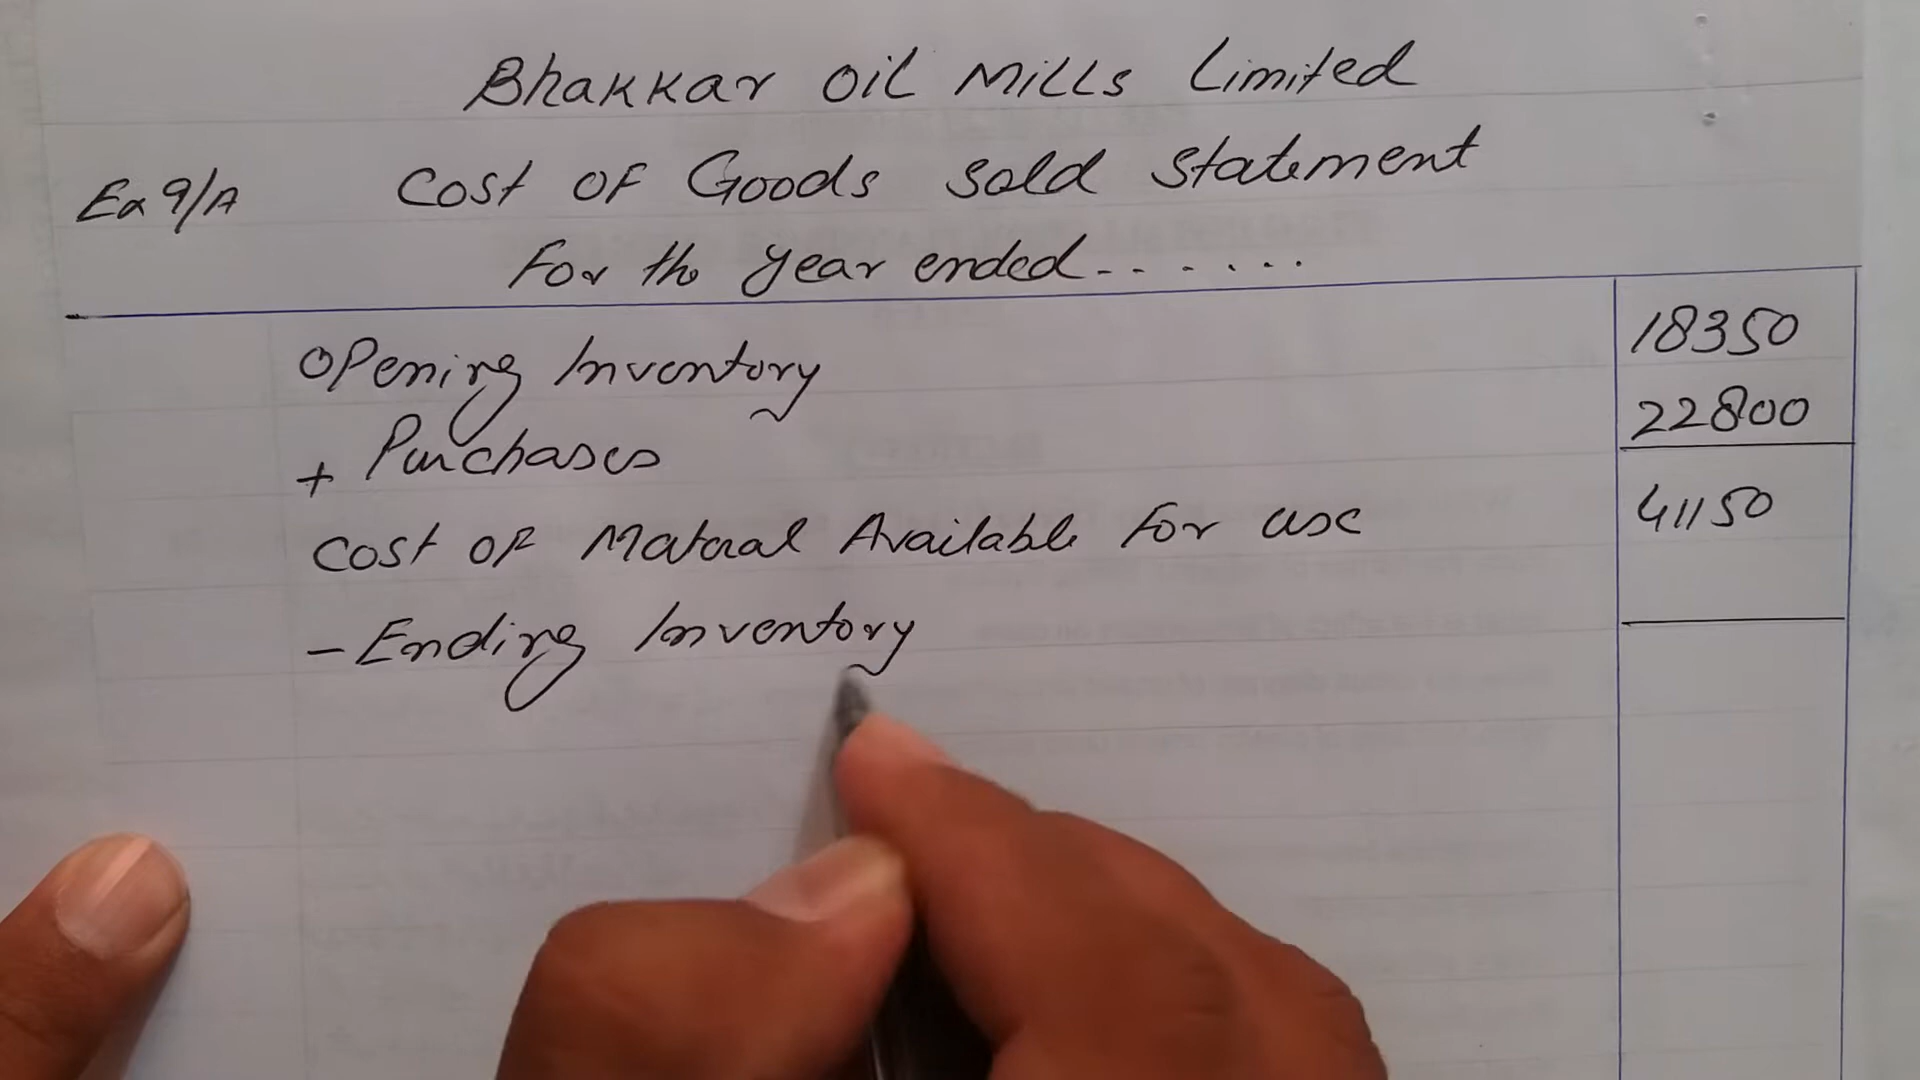 Bhakkar Oil Mills Limited
Ex 9/A Cost of Goods Sold Statement
For the year ended.......
Opening Inventory 18350
+ Purchases 22800
Cost of Material Available for use 41150
- Ending Inventory